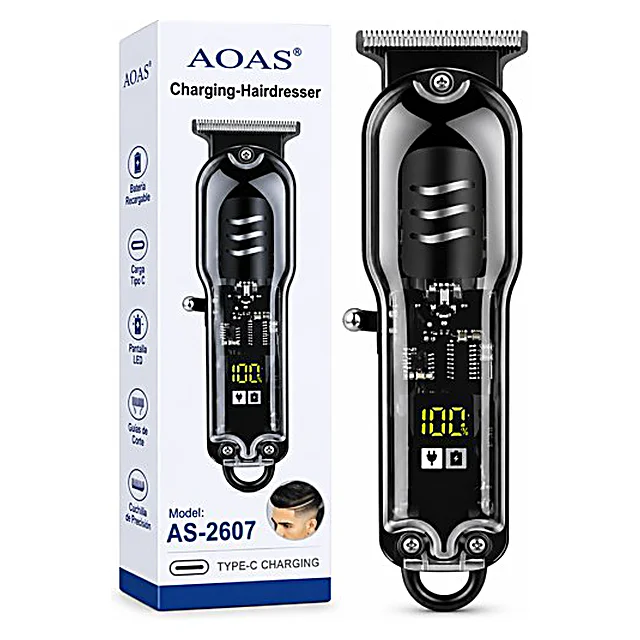 AOAS®
Charging-Hairdresser
AOAS®
Batería
Recargable
Carga
Tipo C
Pantalla
LED
Guías de
Corte
Cuchilla
de Precisión
100%
Model:
AS-2607
TYPE-C CHARGING
100%